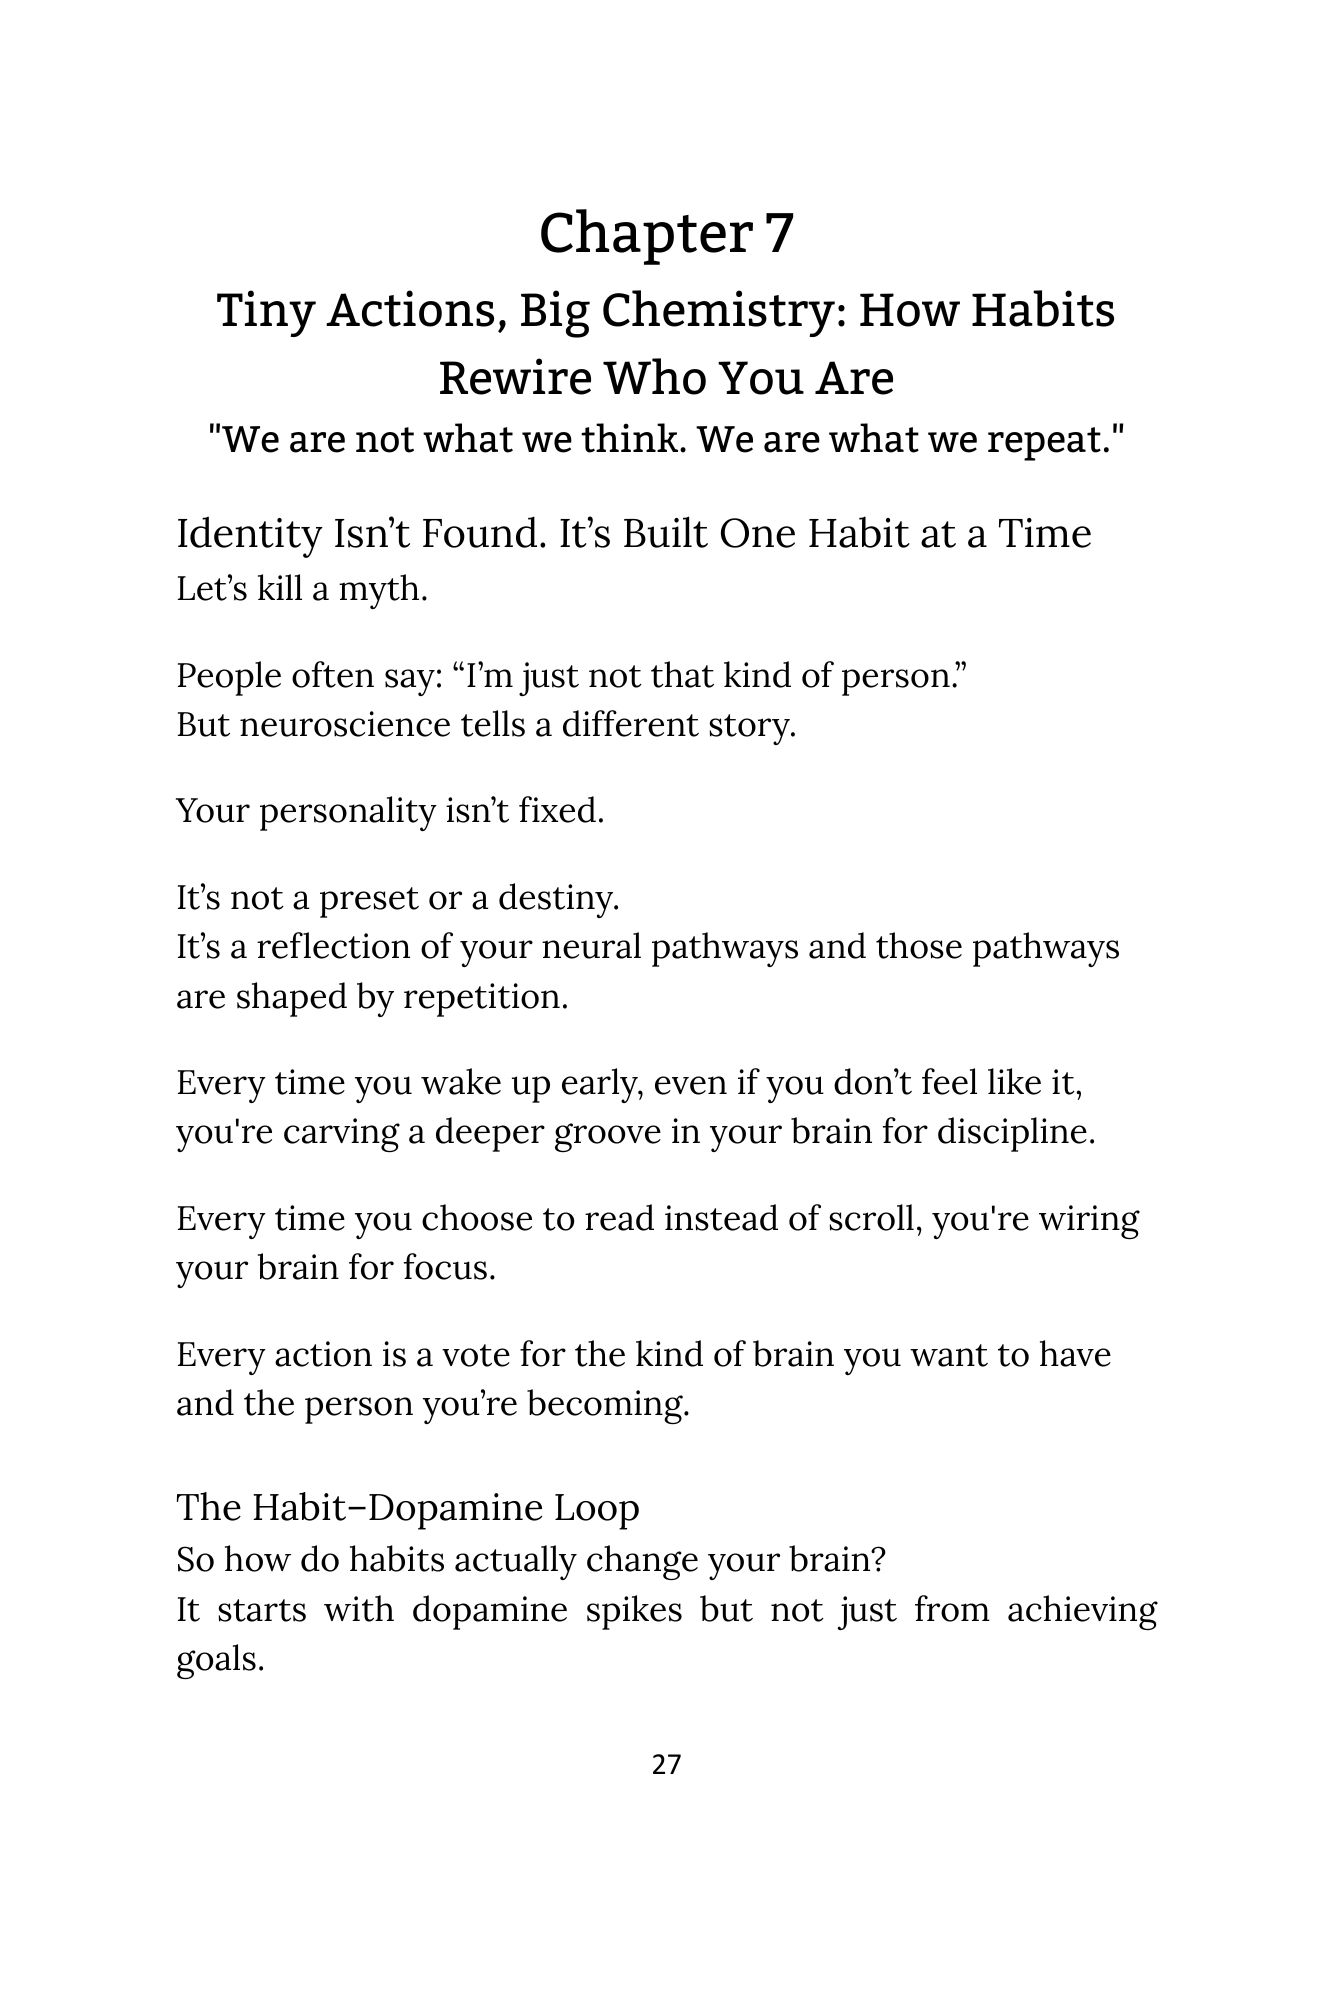 Chapter 7
Tiny Actions, Big Chemistry: How Habits
Rewire Who You Are
"We are not what we think. We are what we repeat."
Identity Isn’t Found. It’s Built One Habit at a Time
Let’s kill a myth.
People often say: “I’m just not that kind of person.”
But neuroscience tells a different story.
Your personality isn’t fixed.
It’s not a preset or a destiny.
It’s a reflection of your neural pathways and those pathways
are shaped by repetition.
Every time you wake up early, even if you don’t feel like it,
you're carving a deeper groove in your brain for discipline.
Every time you choose to read instead of scroll, you're wiring
your brain for focus.
Every action is a vote for the kind of brain you want to have
and the person you’re becoming.
The Habit–Dopamine Loop
So how do habits actually change your brain?
It starts with dopamine spikes but not just from achieving
goals.
27